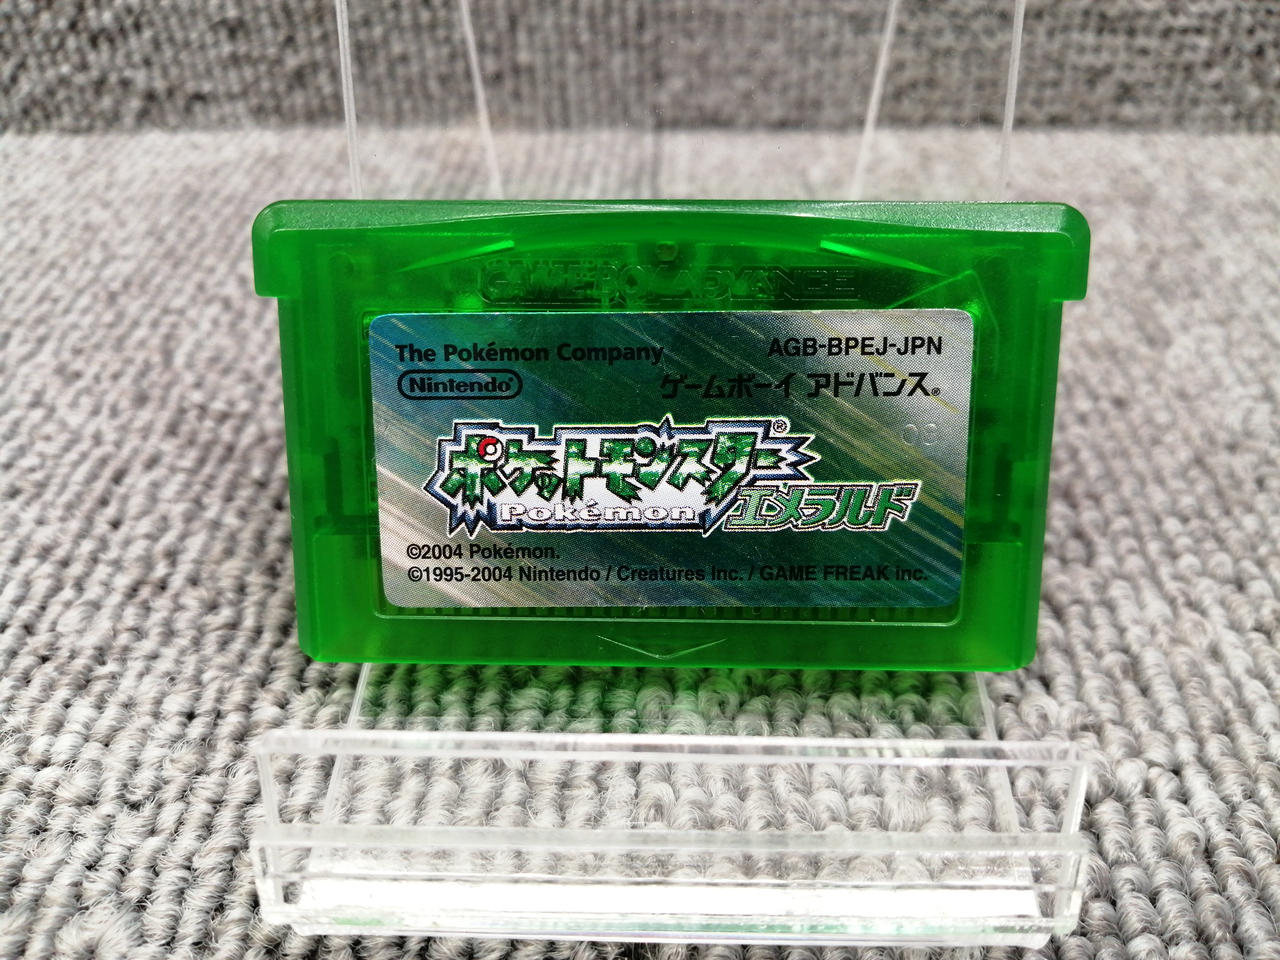 GAME BOY ADVANCE
The Pokémon Company
AGB-BPEJ-JPN
Nintendo
ゲームボーイ アドバンス®
03
ポケットモンスター®
Pokémon
エメラルド
©2004 Pokémon.
©1995-2004 Nintendo / Creatures Inc. / GAME FREAK inc.